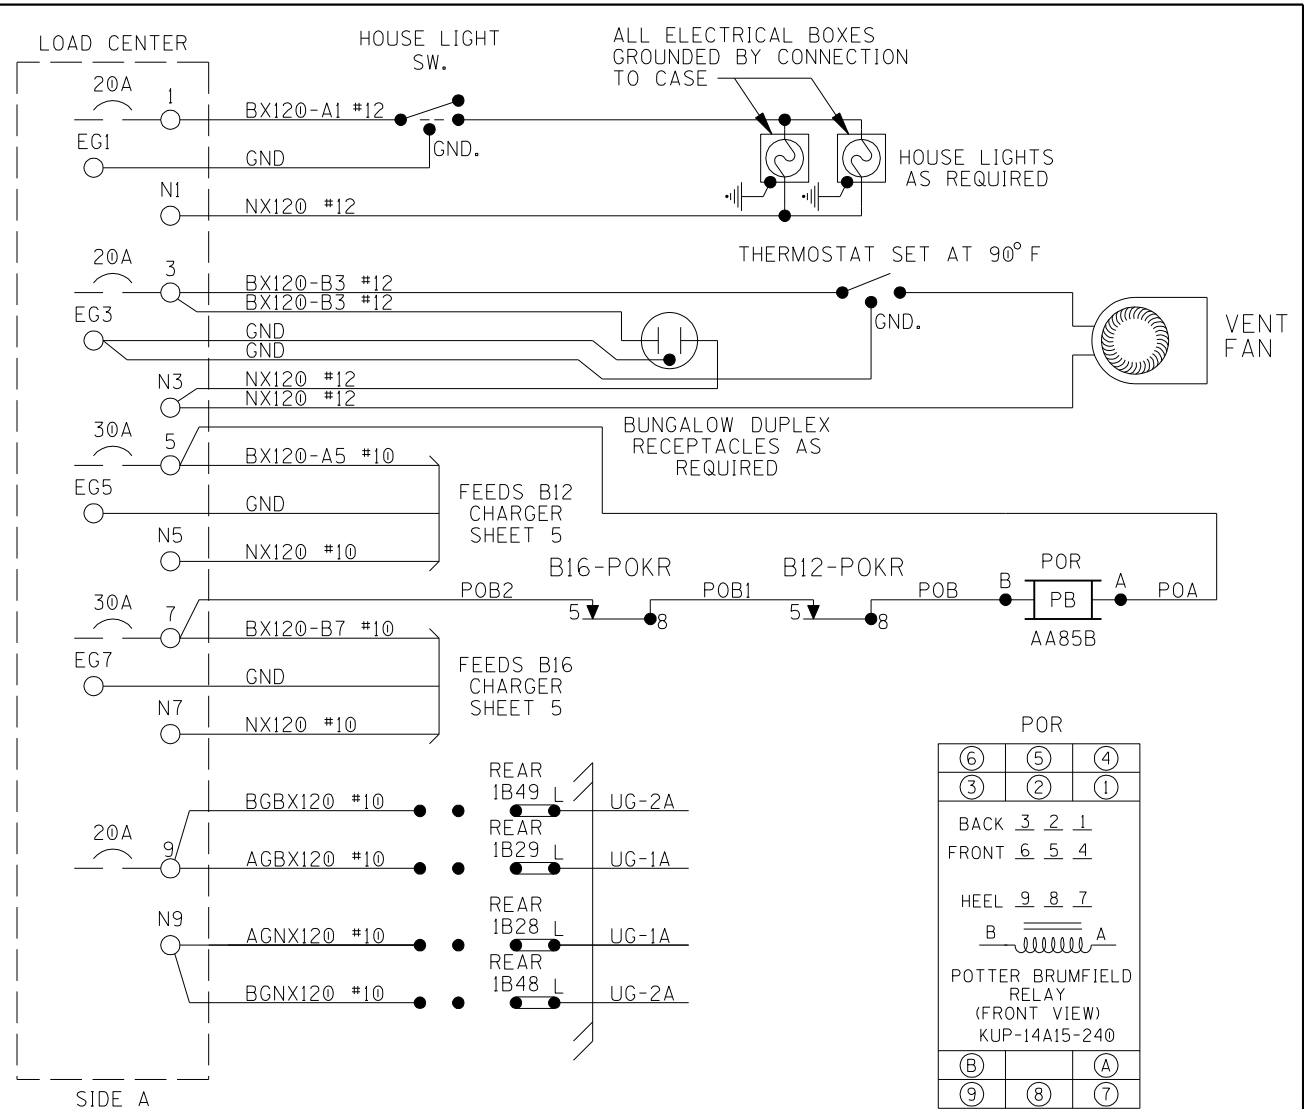 LOAD CENTER
HOUSE LIGHT
SW.
ALL ELECTRICAL BOXES
GROUNDED BY CONNECTION
TO CASE
20A
1
BX120-A1 #12
EG1
GND
GND.
HOUSE LIGHTS
AS REQUIRED
N1
NX120 #12
20A
3
BX120-B3 #12
BX120-B3 #12
THERMOSTAT SET AT 90° F
GND.
EG3
GND
GND
VENT
FAN
N3
NX120 #12
NX120 #12
BUNGALOW DUPLEX
RECEPTACLES AS
REQUIRED
30A
5
BX120-A5 #10
EG5
GND
FEEDS B12
CHARGER
SHEET 5
N5
NX120 #10
30A
7
POB2
B16-POKR
5
8
POB1
B12-POKR
5
8
POB
B
POR
PB
A
POA
AA85B
BX120-B7 #10
EG7
GND
FEEDS B16
CHARGER
SHEET 5
N7
NX120 #10
20A
9
BGBX120 #10
REAR
1B49 L
UG-2A
AGBX120 #10
REAR
1B29 L
UG-1A
N9
AGNX120 #10
REAR
1B28 L
UG-1A
BGNX120 #10
REAR
1B48 L
UG-2A
SIDE A
POR
6 5 4
3 2 1
BACK 3 2 1
FRONT 6 5 4
HEEL 9 8 7
B A
POTTER BRUMFIELD
RELAY
(FRONT VIEW)
KUP-14A15-240
B A
9 8 7